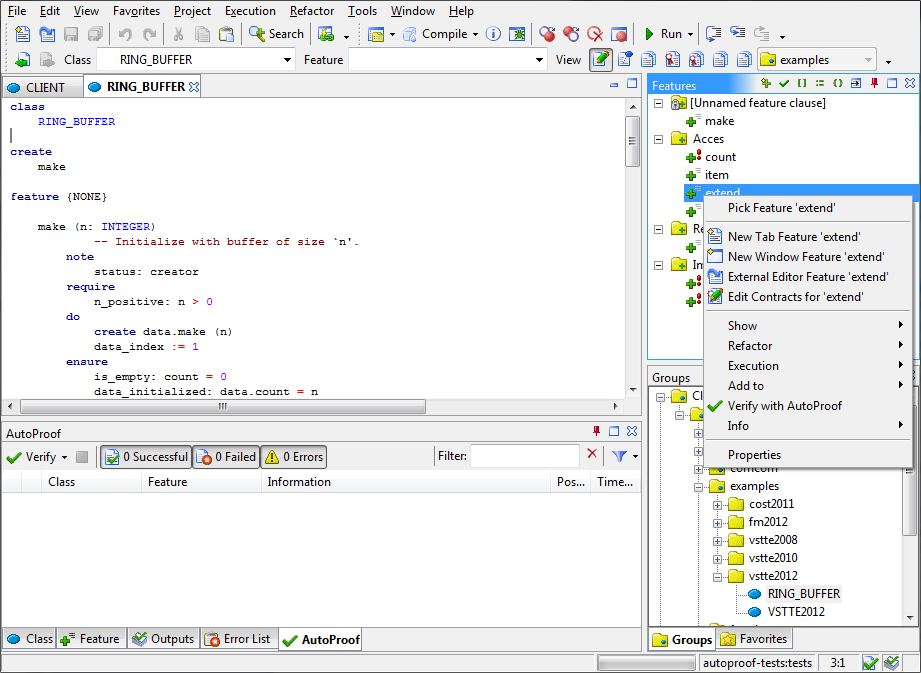 File Edit View Favorites Project Execution Refactor Tools Window Help
Search Compile Run
Class RING_BUFFER Feature View examples
CLIENT RING_BUFFER
class
RING_BUFFER
create
make
feature {NONE}
make (n: INTEGER)
-- Initialize with buffer of size `n'.
note
status: creator
require
n_positive: n > 0
do
create data.make (n)
data_index := 1
ensure
is_empty: count = 0
data_initialized: data.count = n
Features
[Unnamed feature clause]
make
Acces
count
item
extend
Re
Im
Pick Feature 'extend'
New Tab Feature 'extend'
New Window Feature 'extend'
External Editor Feature 'extend'
Edit Contracts for 'extend'
Show
Refactor
Execution
Add to
Verify with AutoProof
Info
Properties
Groups
comcom
examples
cost2011
fm2012
vstte2008
vstte2010
vstte2012
RING_BUFFER
VSTTE2012
Groups Favorites
AutoProof
Verify 0 Successful 0 Failed 0 Errors Filter:
Class Feature Information Pos... Time...
Class Feature Outputs Error List AutoProof
autoproof-tests:tests 3:1